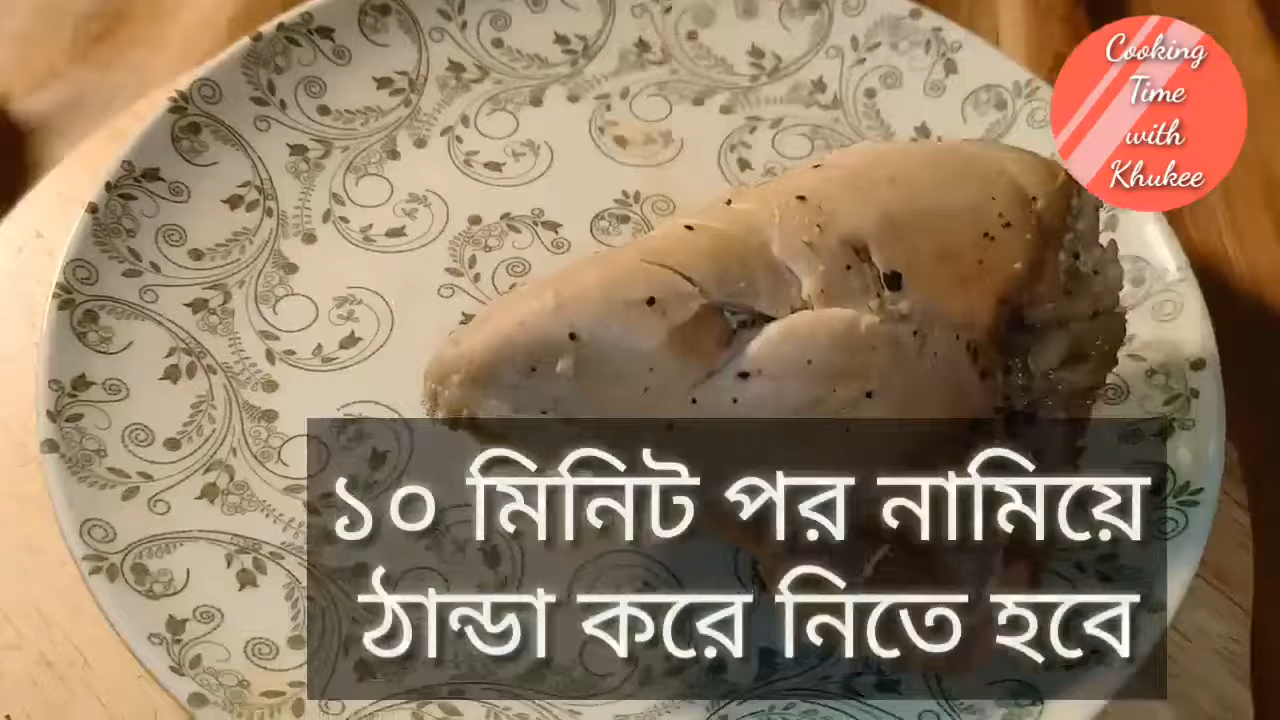 Cooking
Time
with
Khukee
১০ মিনিট পর নামিয়ে
ঠান্ডা করে নিতে হবে